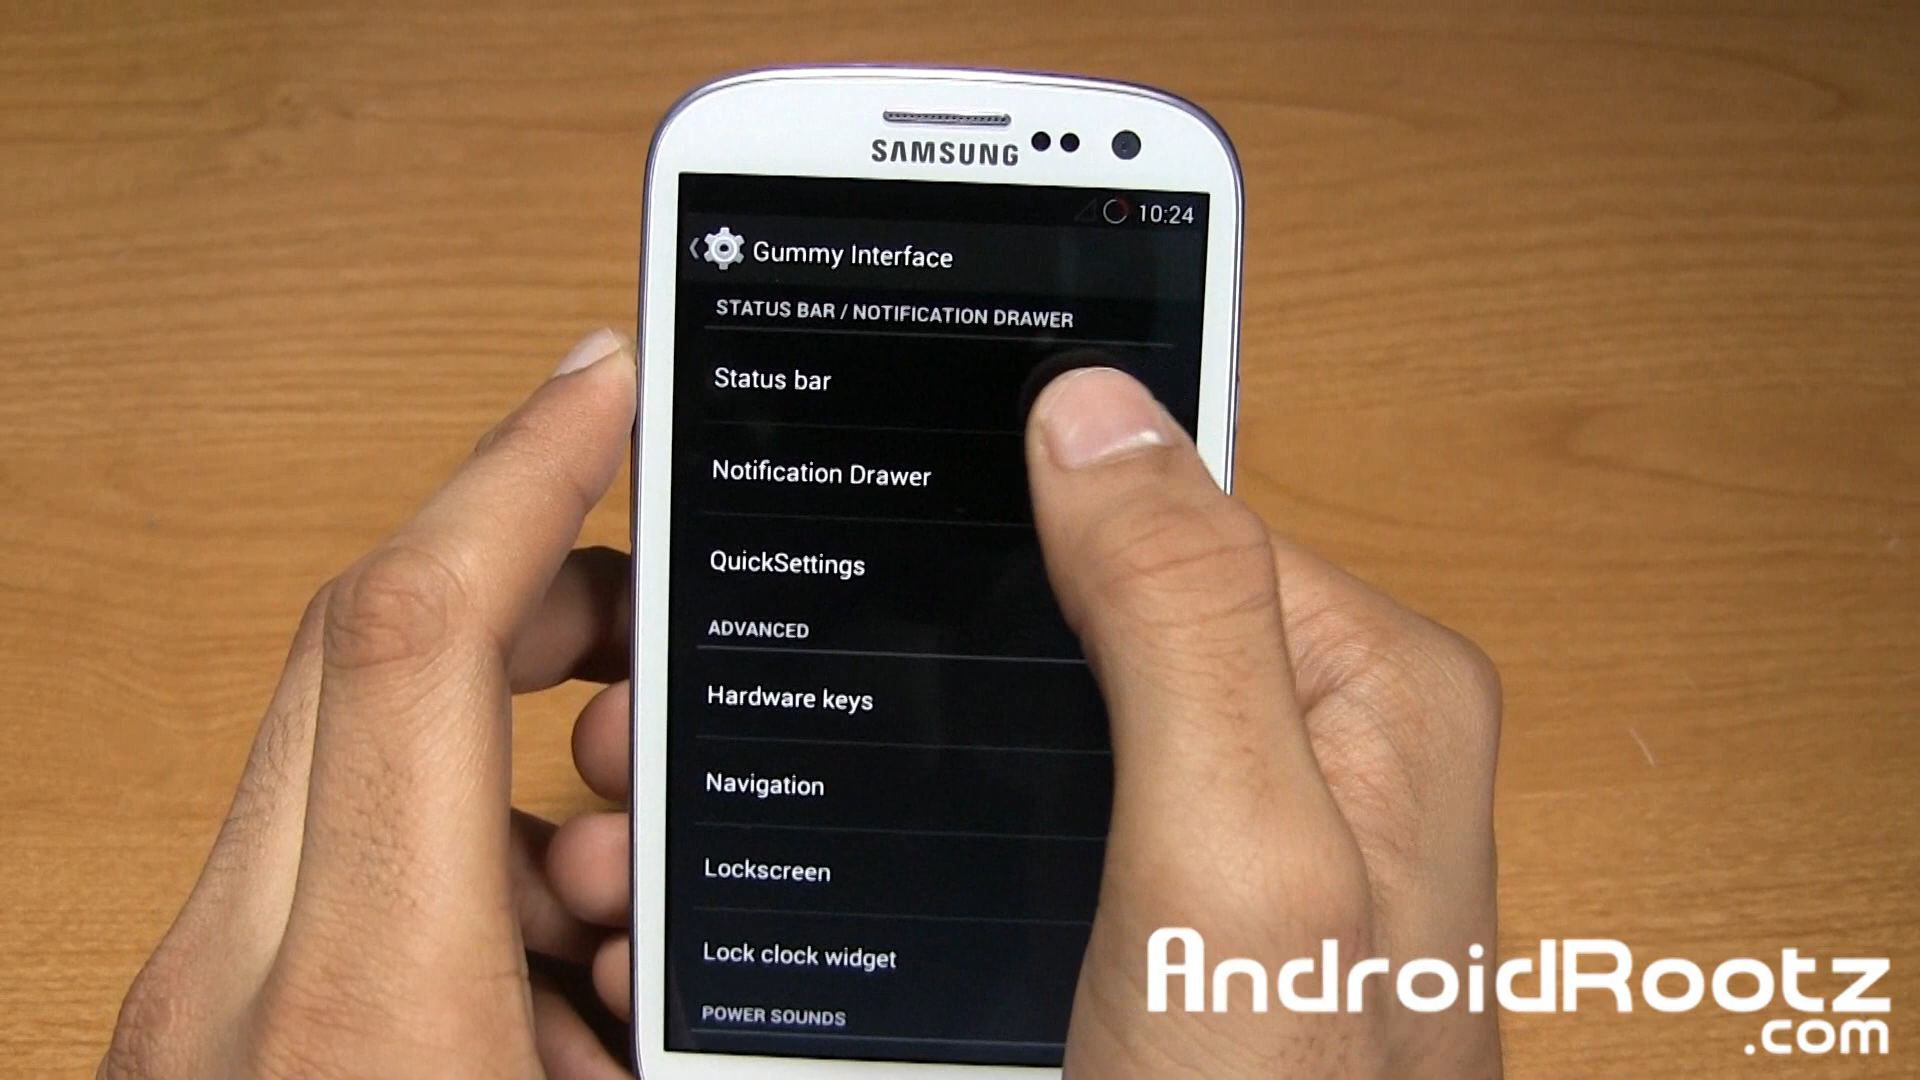 SAMSUNG
10:24
Gummy Interface
STATUS BAR / NOTIFICATION DRAWER
Status bar
Notification Drawer
QuickSettings
ADVANCED
Hardware keys
Navigation
Lockscreen
Lock clock widget
POWER SOUNDS
AndroidRootz
.com